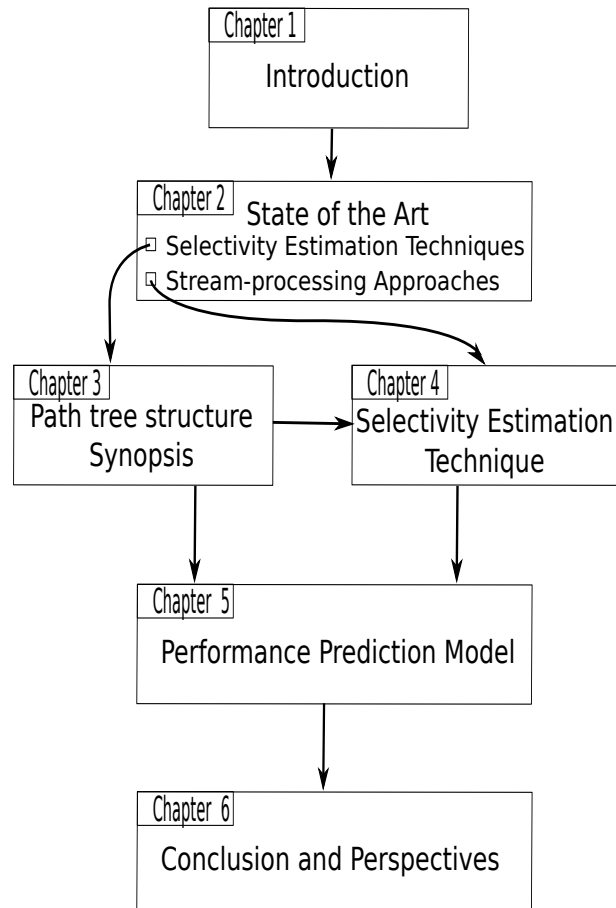 Chapter 1
Introduction
Chapter 2
State of the Art
Selectivity Estimation Techniques
Stream-processing Approaches
Chapter 3
Path tree structure
Synopsis
Chapter 4
Selectivity Estimation
Technique
Chapter 5
Performance Prediction Model
Chapter 6
Conclusion and Perspectives